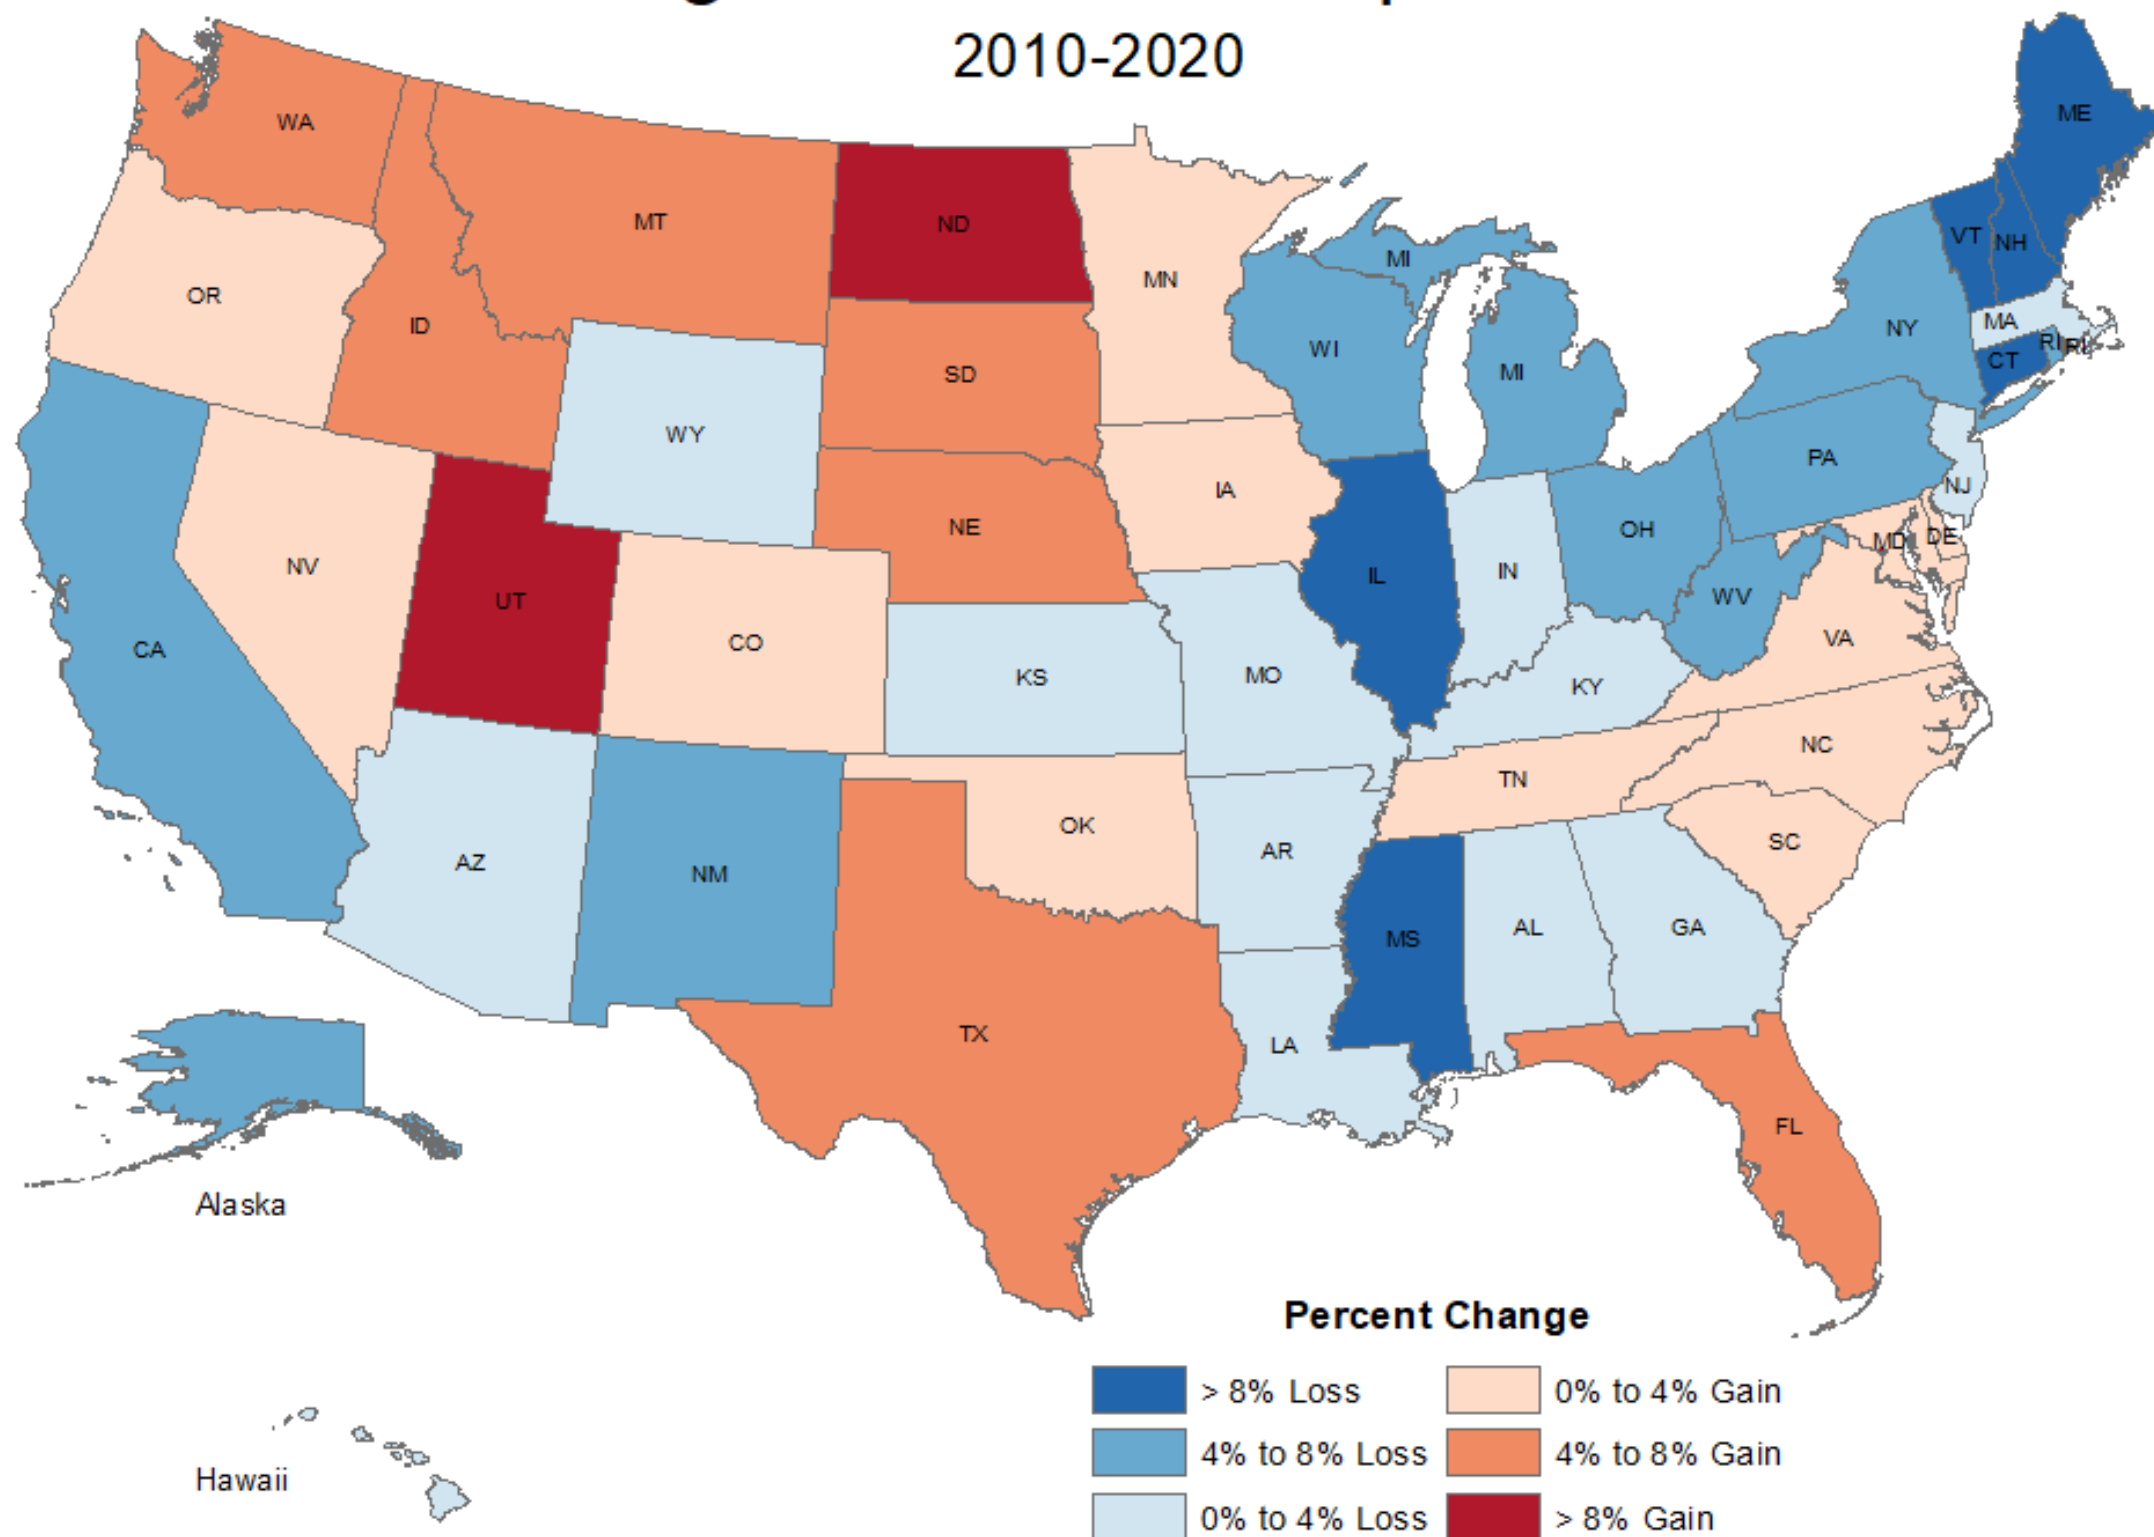 2010-2020
WA
ME
MT
ND
VT
NH
MI
MN
OR
ID
MA
NY
WI
RI
RI
CT
MI
SD
WY
PA
NJ
IA
NE
OH
DE
MD
NV
IN
IL
WV
UT
CO
VA
CA
KS
MO
KY
NC
TN
OK
SC
AR
AZ
NM
GA
AL
MS
TX
LA
FL
Alaska
Hawaii
Percent Change
> 8% Loss
0% to 4% Gain
4% to 8% Loss
4% to 8% Gain
0% to 4% Loss
> 8% Gain